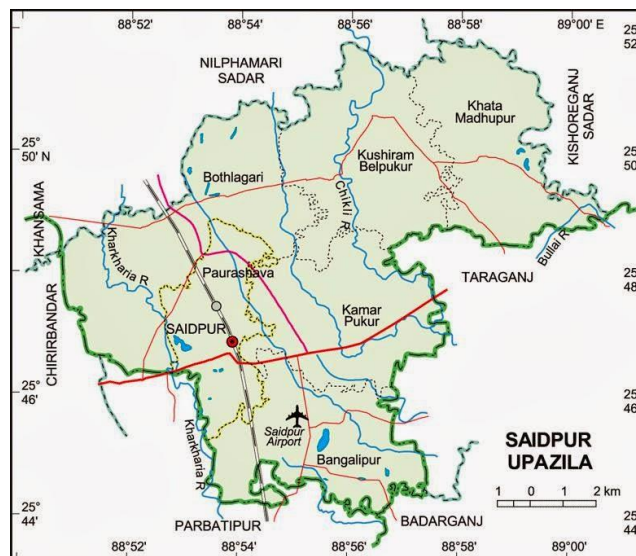 88°52'
88°54'
88°56'
88°58'
89°00' E
25°
52'
NILPHAMARI
SADAR
Khata
Madhupur
KISHOREGANJ
SADAR
25°
50' N
25°
50'
Kushiram
Belpukur
Bothlagari
Chikli R
KHANSAMA
Kharkharia R
Bullai R
25°
48'
Paurashava
TARAGANJ
CHIRIRBANDAR
Kamar
Pukur
SAIDPUR
25°
46'
25°
46'
Saidpur
Airport
Kharkharia R
Bangalipur
SAIDPUR
UPAZILA
1 0 1 2 km
25°
44'
25°
44'
PARBATIPUR
BADARGANJ
88°52'
88°54'
88°56'
88°58'
89°00'